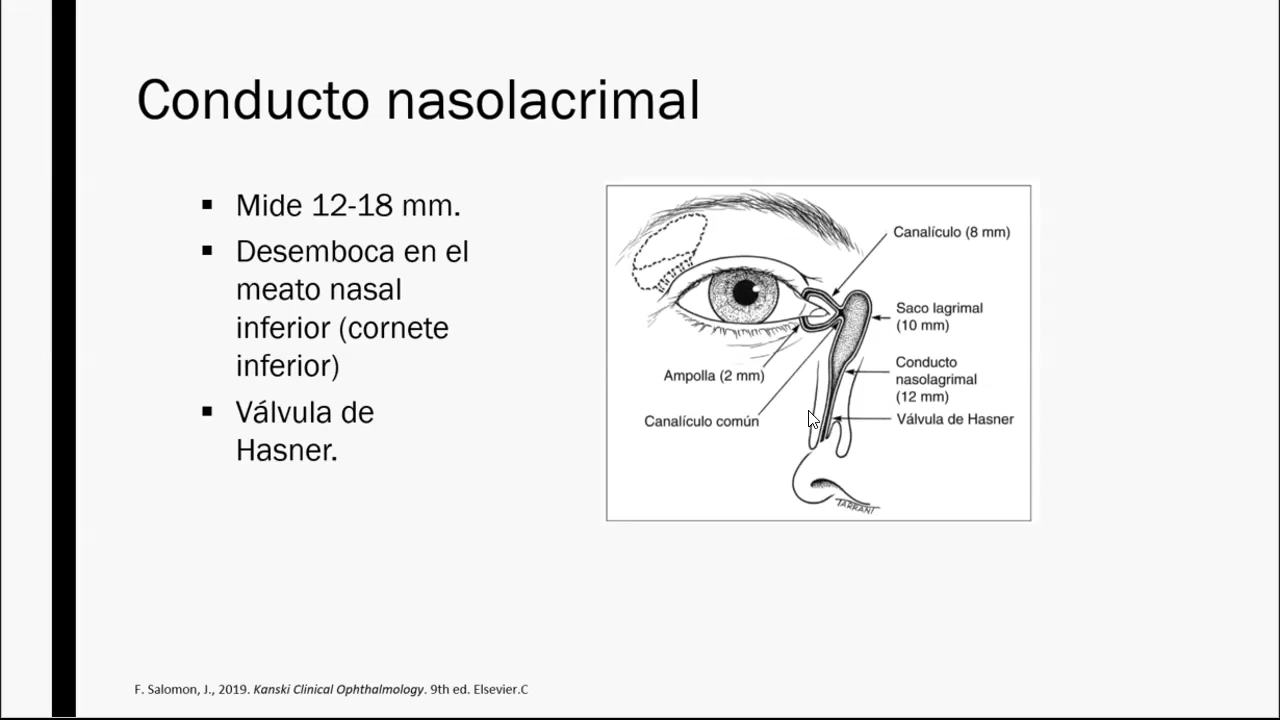 Conducto nasolacrimal
▪ Mide 12-18 mm.
▪ Desemboca en el
meato nasal
inferior (cornete
inferior)
▪ Válvula de
Hasner.
Canalículo (8 mm)
Saco lagrimal
(10 mm)
Conducto
nasolagrimal
(12 mm)
Válvula de Hasner
Ampolla (2 mm)
Canalículo común
TARRANT
F. Salomon, J., 2019. Kanski Clinical Ophthalmology. 9th ed. Elsevier.C